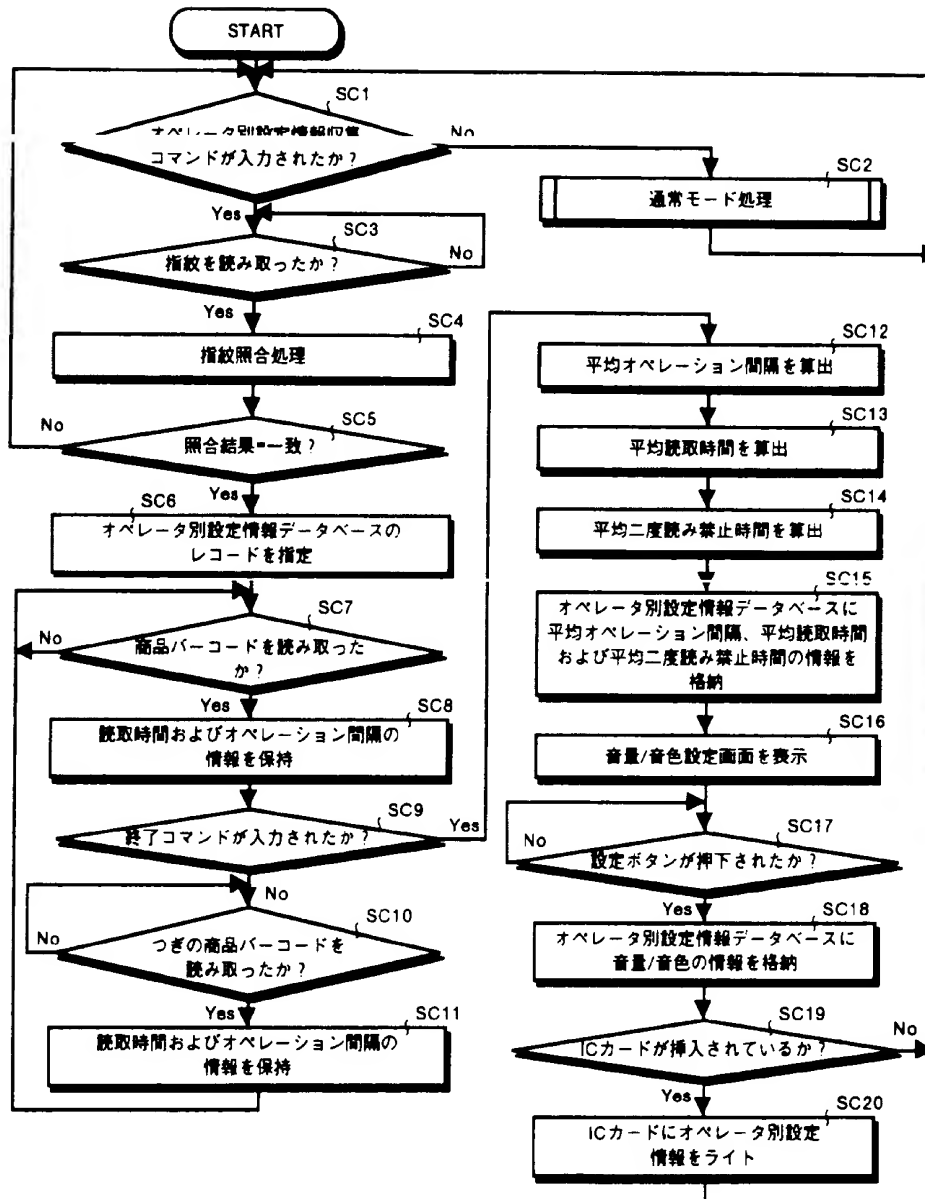 START
SC1
オペレータ別設定情報収集
コマンドが入力されたか？
No
Yes
SC2
通常モード処理
SC3
指紋を読み取ったか？
No
Yes
SC4
指紋照合処理
SC5
照合結果=一致？
No
Yes
SC6
オペレータ別設定情報データベースの
レコードを指定
SC7
商品バーコードを読み取った
か？
No
Yes
SC8
読取時間およびオペレーション間隔の
情報を保持
SC9
終了コマンドが入力されたか？
Yes
No
SC10
つぎの商品バーコードを
読み取ったか？
No
Yes
SC11
読取時間およびオペレーション間隔の
情報を保持
SC12
平均オペレーション間隔を算出
SC13
平均読取時間を算出
SC14
平均二度読み禁止時間を算出
SC15
オペレータ別設定情報データベースに
平均オペレーション間隔、平均読取時間
および平均二度読み禁止時間の情報を
格納
SC16
音量/音色設定画面を表示
SC17
設定ボタンが押下されたか？
No
Yes
SC18
オペレータ別設定情報データベースに
音量/音色の情報を格納
SC19
ICカードが挿入されているか？
No
Yes
SC20
ICカードにオペレータ別設定
情報をライト